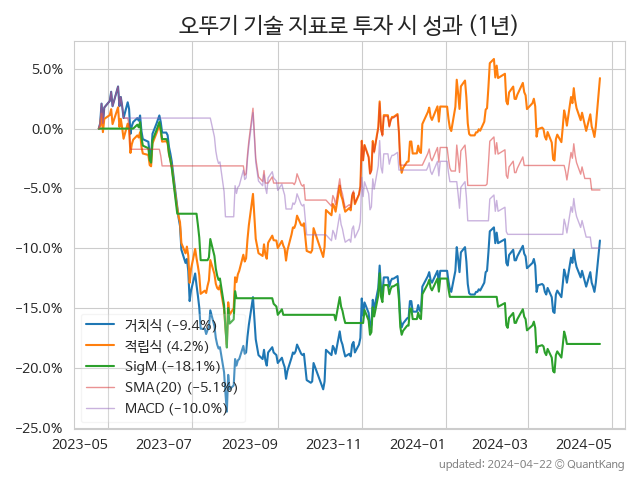 오뚜기 기술 지표로 투자 시 성과 (1년)
5.0%
0.0%
−5.0%
−10.0%
−15.0%
−20.0%
−25.0%
거치식 (−9.4%)
적립식 (4.2%)
SigM (−18.1%)
SMA(20) (−5.1%)
MACD (−10.0%)
2023−05
2023−07
2023−09
2023−11
2024−01
2024−03
2024−05
updated: 2024−04−22 ⓒ QuantKang